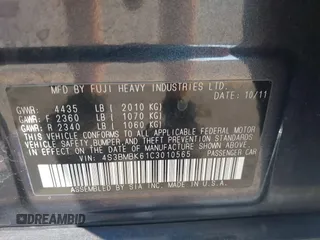 MFD BY FUJI HEAVY INDUSTRIES LTD.
DATE: 10/11
GVWR: 4435 LB ( 2010 KG)
GAWR: F 2360 LB ( 1070 KG)
GAWR: R 2340 LB ( 1060 KG)
THIS VEHICLE CONFORMS TO ALL APPLICABLE U.S. FEDERAL MOTOR
VEHICLE SAFETY, BUMPER, AND THEFT PREVENTION STANDARDS
IN EFFECT ON THE DATE OF MANUFACTURE SHOWN ABOVE.
VIN: 4S3BMBK61C3010565 PASSENGER CAR
ASSEMBLED BY SIA INC. MADE IN U.S.A.
DREAMBID